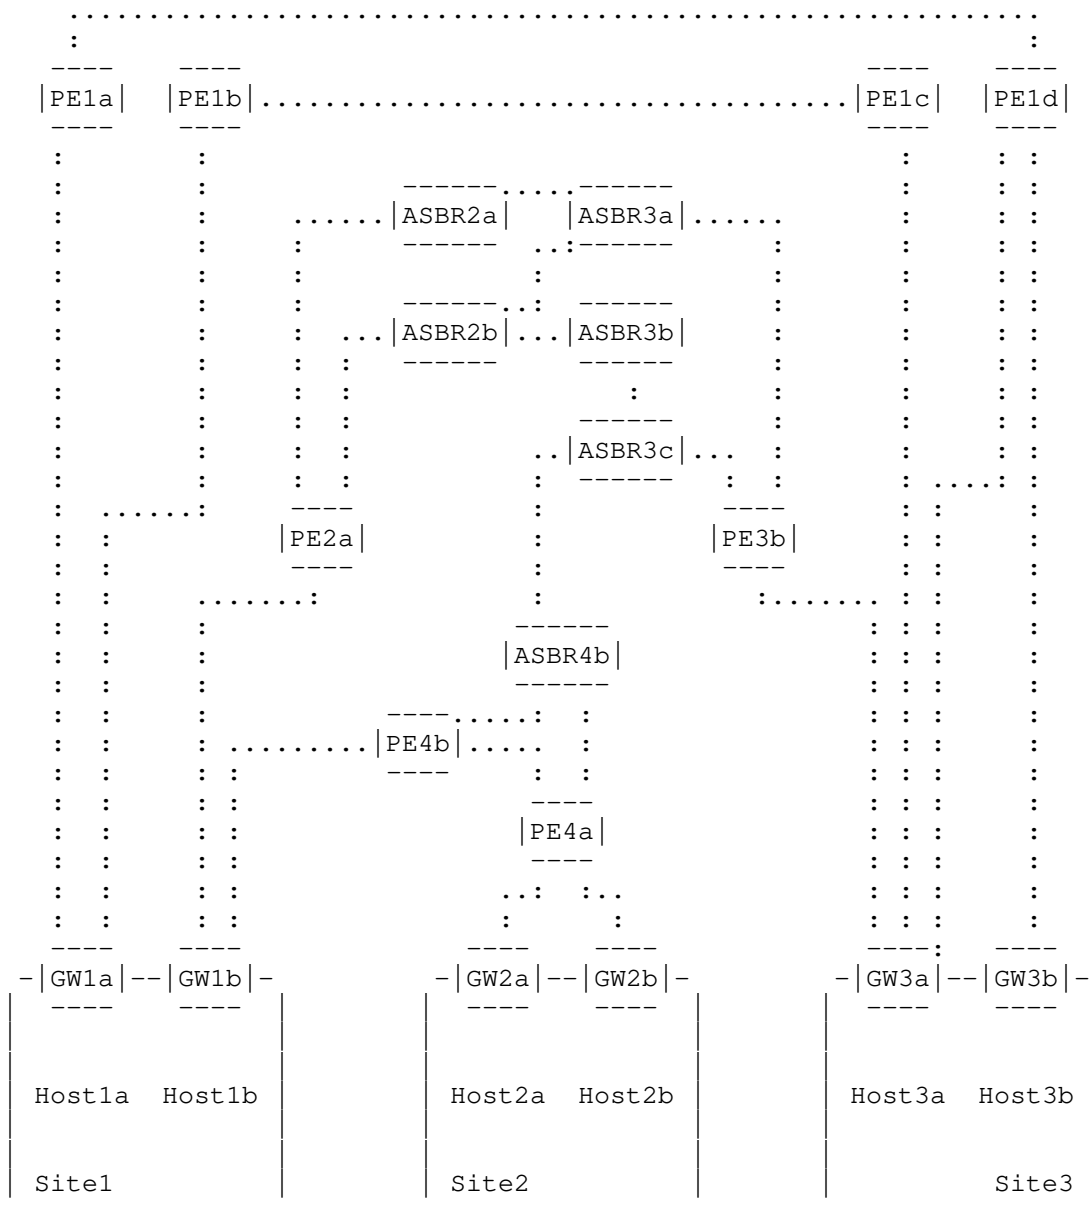 PE1a PE1b PE1c PE1d
ASBR2a ASBR3a
ASBR2b ASBR3b
ASBR3c
PE2a PE3b
ASBR4b
PE4b
PE4a
GW1a GW1b GW2a GW2b GW3a GW3b
Host1a Host1b Host2a Host2b Host3a Host3b
Site1 Site2 Site3